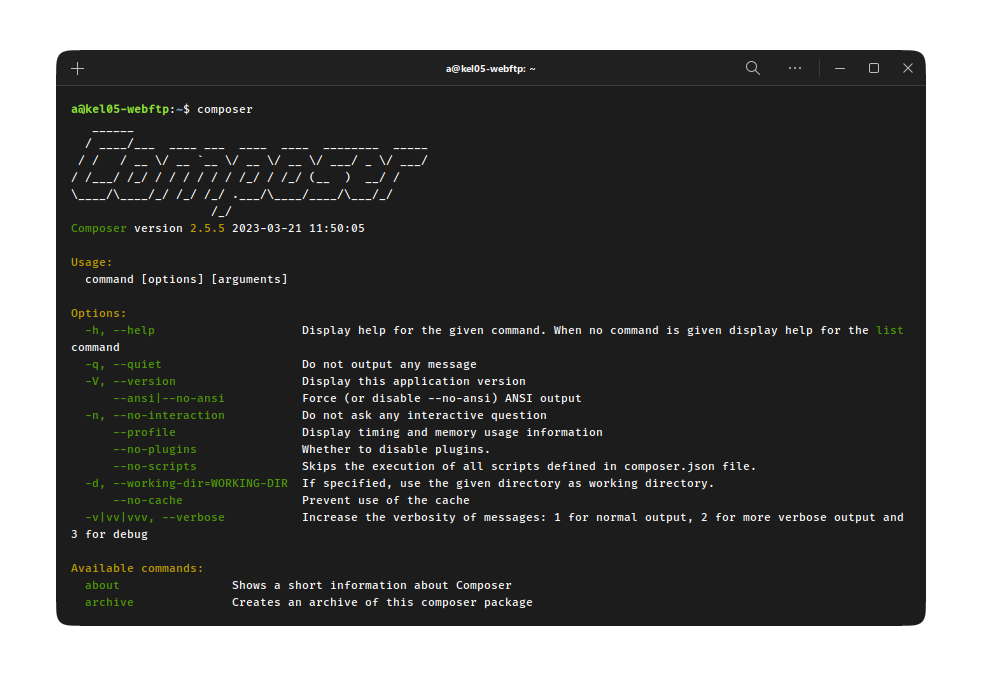 a@kel05-webftp: ~
a@kel05-webftp:~$ composer
   ______
  / ____/___  ____ ___  ____  ____  ________  _____
 / /   / __ \/ __ `__ \/ __ \/ __ \/ ___/ _ \/ ___/
/ /___/ /_/ / / / / / / /_/ / /_/ (__  )  __/ /
\____/\____/_/ /_/ /_/ .___/\____/____/\___/_/
                    /_/
Composer version 2.5.5 2023-03-21 11:50:05
Usage:
  command [options] [arguments]
Options:
  -h, --help                     Display help for the given command. When no command is given display help for the list
command
  -q, --quiet                    Do not output any message
  -V, --version                  Display this application version
      --ansi|--no-ansi           Force (or disable --no-ansi) ANSI output
  -n, --no-interaction           Do not ask any interactive question
      --profile                  Display timing and memory usage information
      --no-plugins               Whether to disable plugins.
      --no-scripts               Skips the execution of all scripts defined in composer.json file.
  -d, --working-dir=WORKING-DIR  If specified, use the given directory as working directory.
      --no-cache                 Prevent use of the cache
  -v|vv|vvv, --verbose           Increase the verbosity of messages: 1 for normal output, 2 for more verbose output and
3 for debug
Available commands:
  about                Shows a short information about Composer
  archive              Creates an archive of this composer package